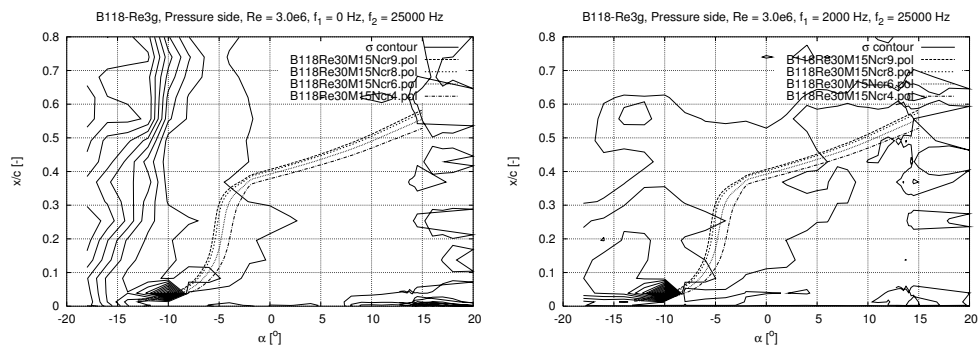 B118-Re3g, Pressure side, Re = 3.0e6, f1 = 0 Hz, f2 = 25000 Hz
σ contour
B118Re30M15Ncr9.pol
B118Re30M15Ncr8.pol
B118Re30M15Ncr6.pol
B118Re30M15Ncr4.pol
x/c [-]
0.8
0.7
0.6
0.5
0.4
0.3
0.2
0.1
0
-20
-15
-10
-5
0
5
10
15
20
α [o]
B118-Re3g, Pressure side, Re = 3.0e6, f1 = 2000 Hz, f2 = 25000 Hz
σ contour
B118Re30M15Ncr9.pol
B118Re30M15Ncr8.pol
B118Re30M15Ncr6.pol
B118Re30M15Ncr4.pol
x/c [-]
0.8
0.7
0.6
0.5
0.4
0.3
0.2
0.1
0
-20
-15
-10
-5
0
5
10
15
20
α [o]